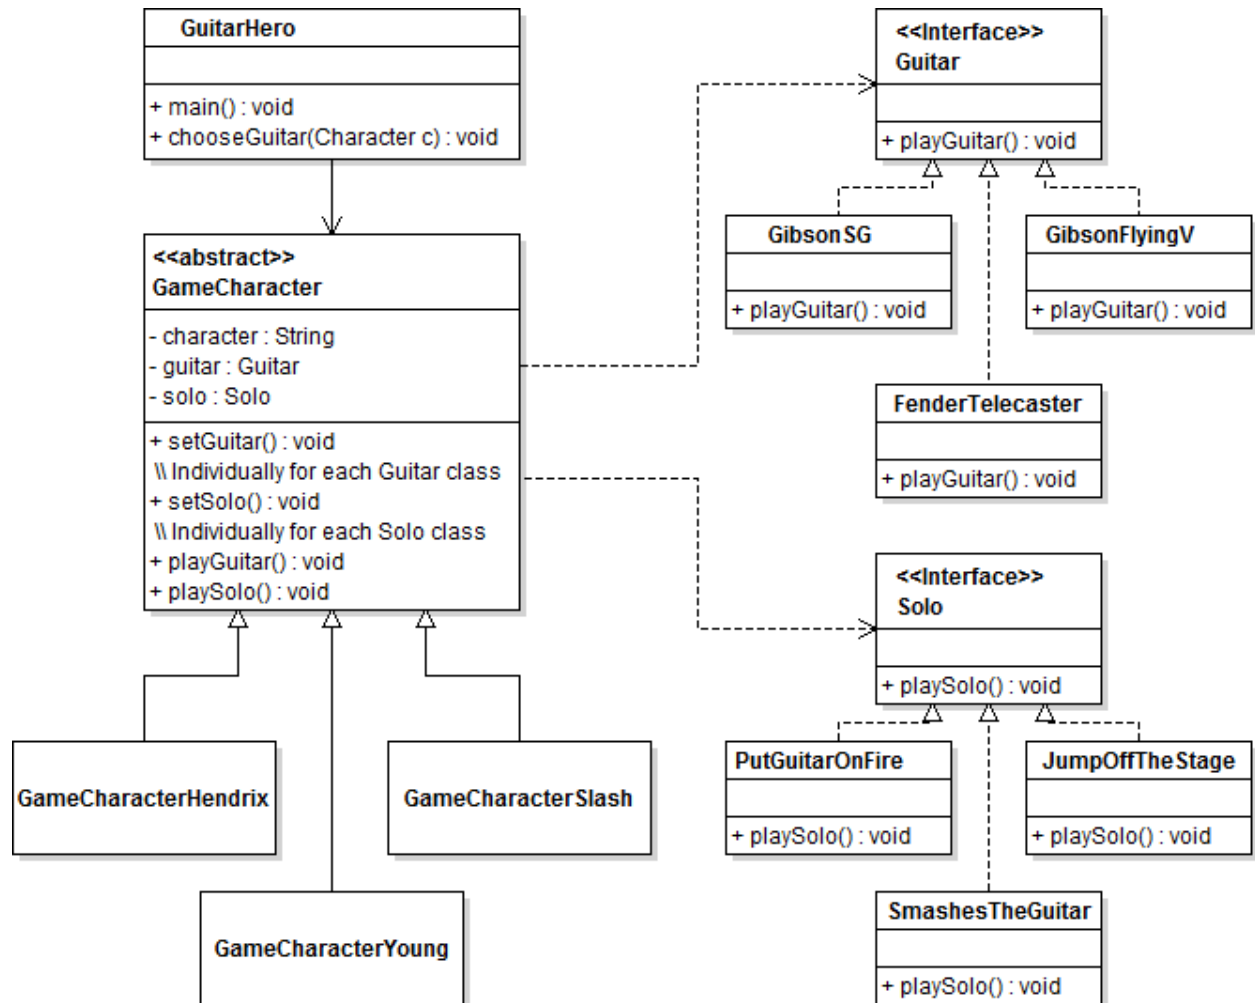 GuitarHero
+ main() : void
+ chooseGuitar(Character c) : void
<<abstract>>
GameCharacter
- character : String
- guitar : Guitar
- solo : Solo
+ setGuitar() : void
\\ Individually for each Guitar class
+ setSolo() : void
\\ Individually for each Solo class
+ playGuitar() : void
+ playSolo() : void
GameCharacterHendrix
GameCharacterSlash
GameCharacterYoung
<<Interface>>
Guitar
+ playGuitar() : void
GibsonSG
+ playGuitar() : void
GibsonFlyingV
+ playGuitar() : void
FenderTelecaster
+ playGuitar() : void
<<Interface>>
Solo
+ playSolo() : void
PutGuitarOnFire
+ playSolo() : void
JumpOffTheStage
+ playSolo() : void
SmashesTheGuitar
+ playSolo() : void